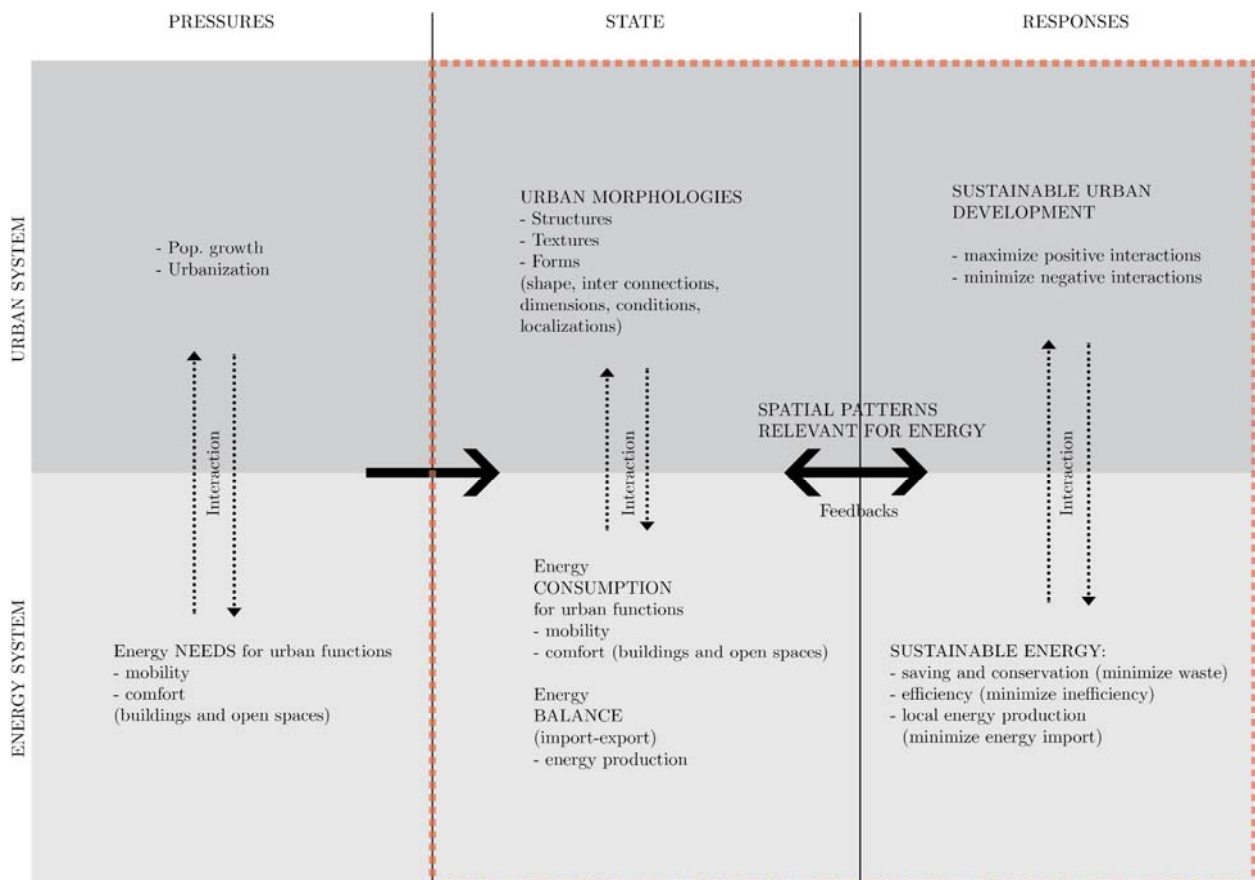 PRESSURES
STATE
RESPONSES
URBAN SYSTEM
- Pop. growth
- Urbanization
Interaction
URBAN MORPHOLOGIES
- Structures
- Textures
- Forms
(shape, inter connections,
dimensions, conditions,
localizations)
Interaction
SUSTAINABLE URBAN
DEVELOPMENT
- maximize positive interactions
- minimize negative interactions
SPATIAL PATTERNS
RELEVANT FOR ENERGY
Feedbacks
Interaction
ENERGY SYSTEM
Energy NEEDS for urban functions
- mobility
- comfort
(buildings and open spaces)
Energy
CONSUMPTION
for urban functions
- mobility
- comfort (buildings and open spaces)
Energy
BALANCE
(import-export)
- energy production
SUSTAINABLE ENERGY:
- saving and conservation (minimize waste)
- efficiency (minimize inefficiency)
- local energy production
(minimize energy import)